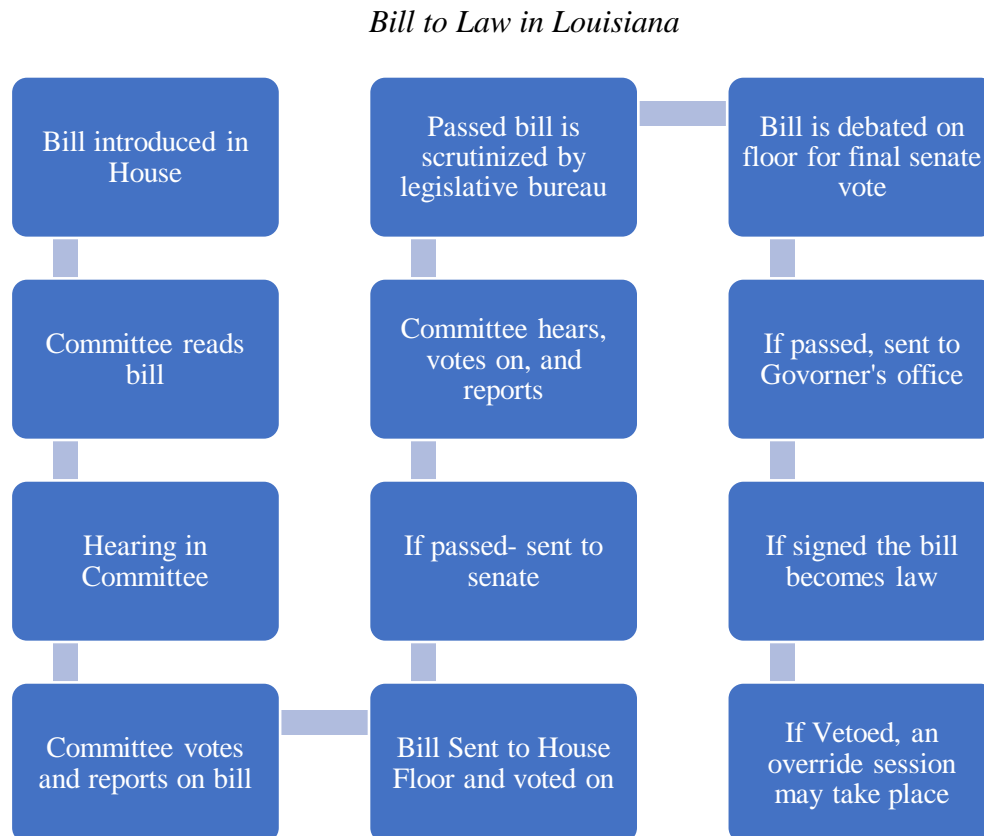 Bill to Law in Louisiana
Bill introduced in
House
Committee reads
bill
Hearing in
Committee
Committee votes
and reports on bill
Bill Sent to House
Floor and voted on
If passed- sent to
senate
Committee hears,
votes on, and
reports
Passed bill is
scrutinized by
legislative bureau
Bill is debated on
floor for final senate
vote
If passed, sent to
Govorner's office
If signed the bill
becomes law
If Vetoed, an
override session
may take place